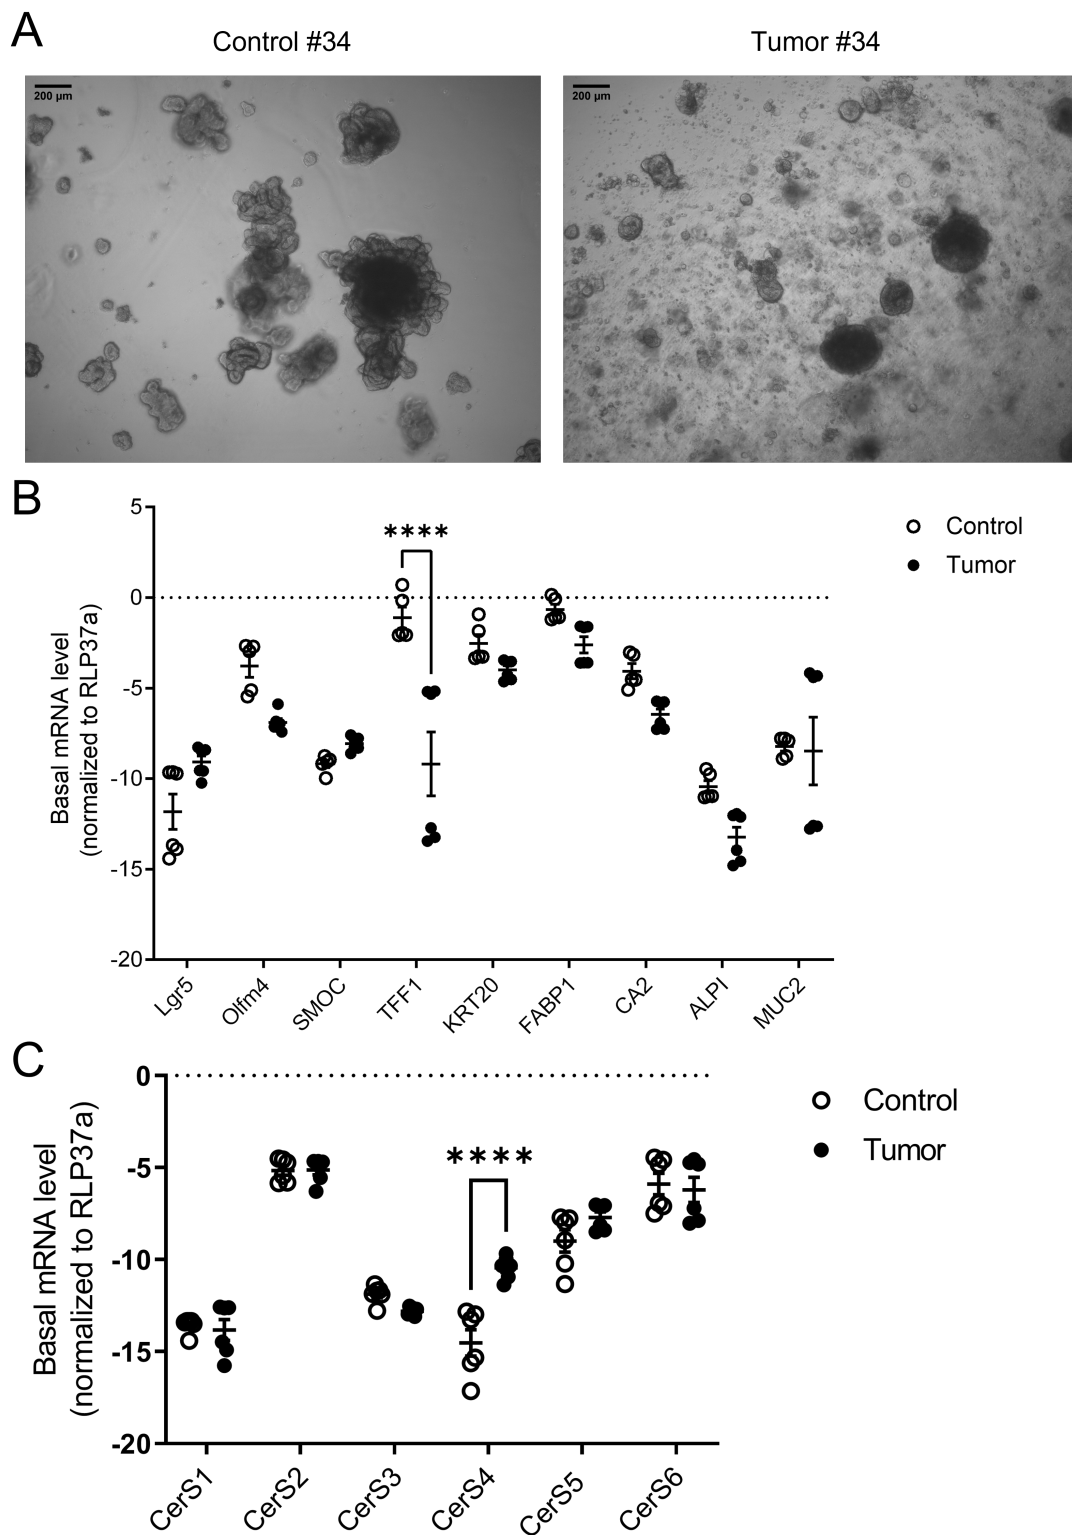 A
Control #34
Tumor #34
200 µm
200 µm
B
5
0
-5
-10
-15
-20
Basal mRNA level
(normalized to RLP37a)
****
Control
Tumor
Lgr5
Olfm4
SMOC
TFF1
KRT20
FABP1
CA2
ALPI
MUC2
C
0
-5
-10
-15
-20
Basal mRNA level
(normalized to RLP37a)
****
Control
Tumor
CerS1
CerS2
CerS3
CerS4
CerS5
CerS6